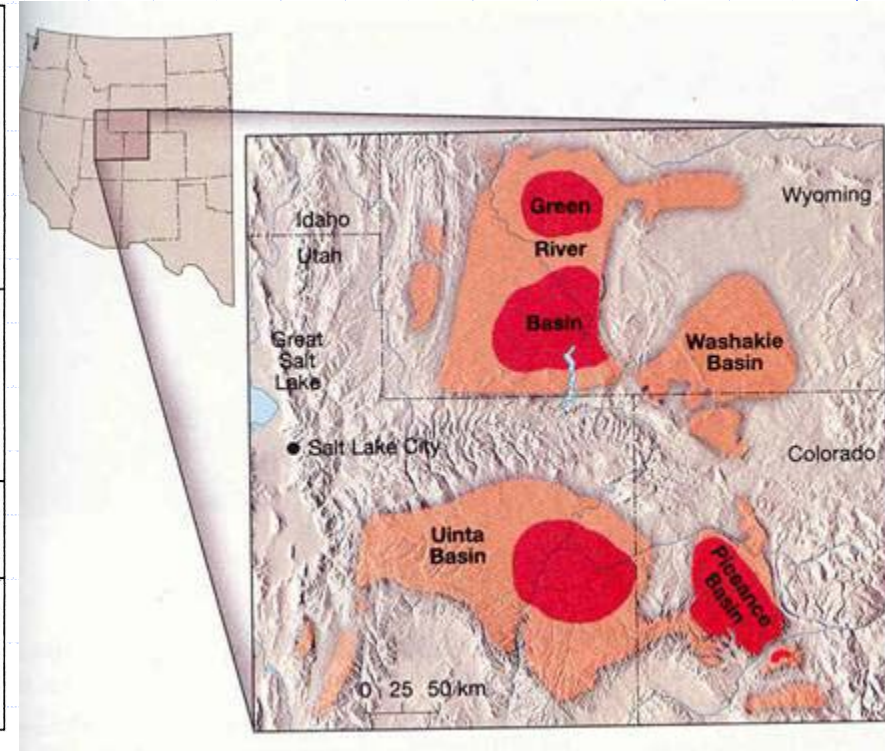 Green
River
Basin
Wyoming
Idaho
Utah
Great
Salt
Lake
Washakie
Basin
Salt Lake City
Colorado
Uinta
Basin
Piceance
Basin
0 25 50 km